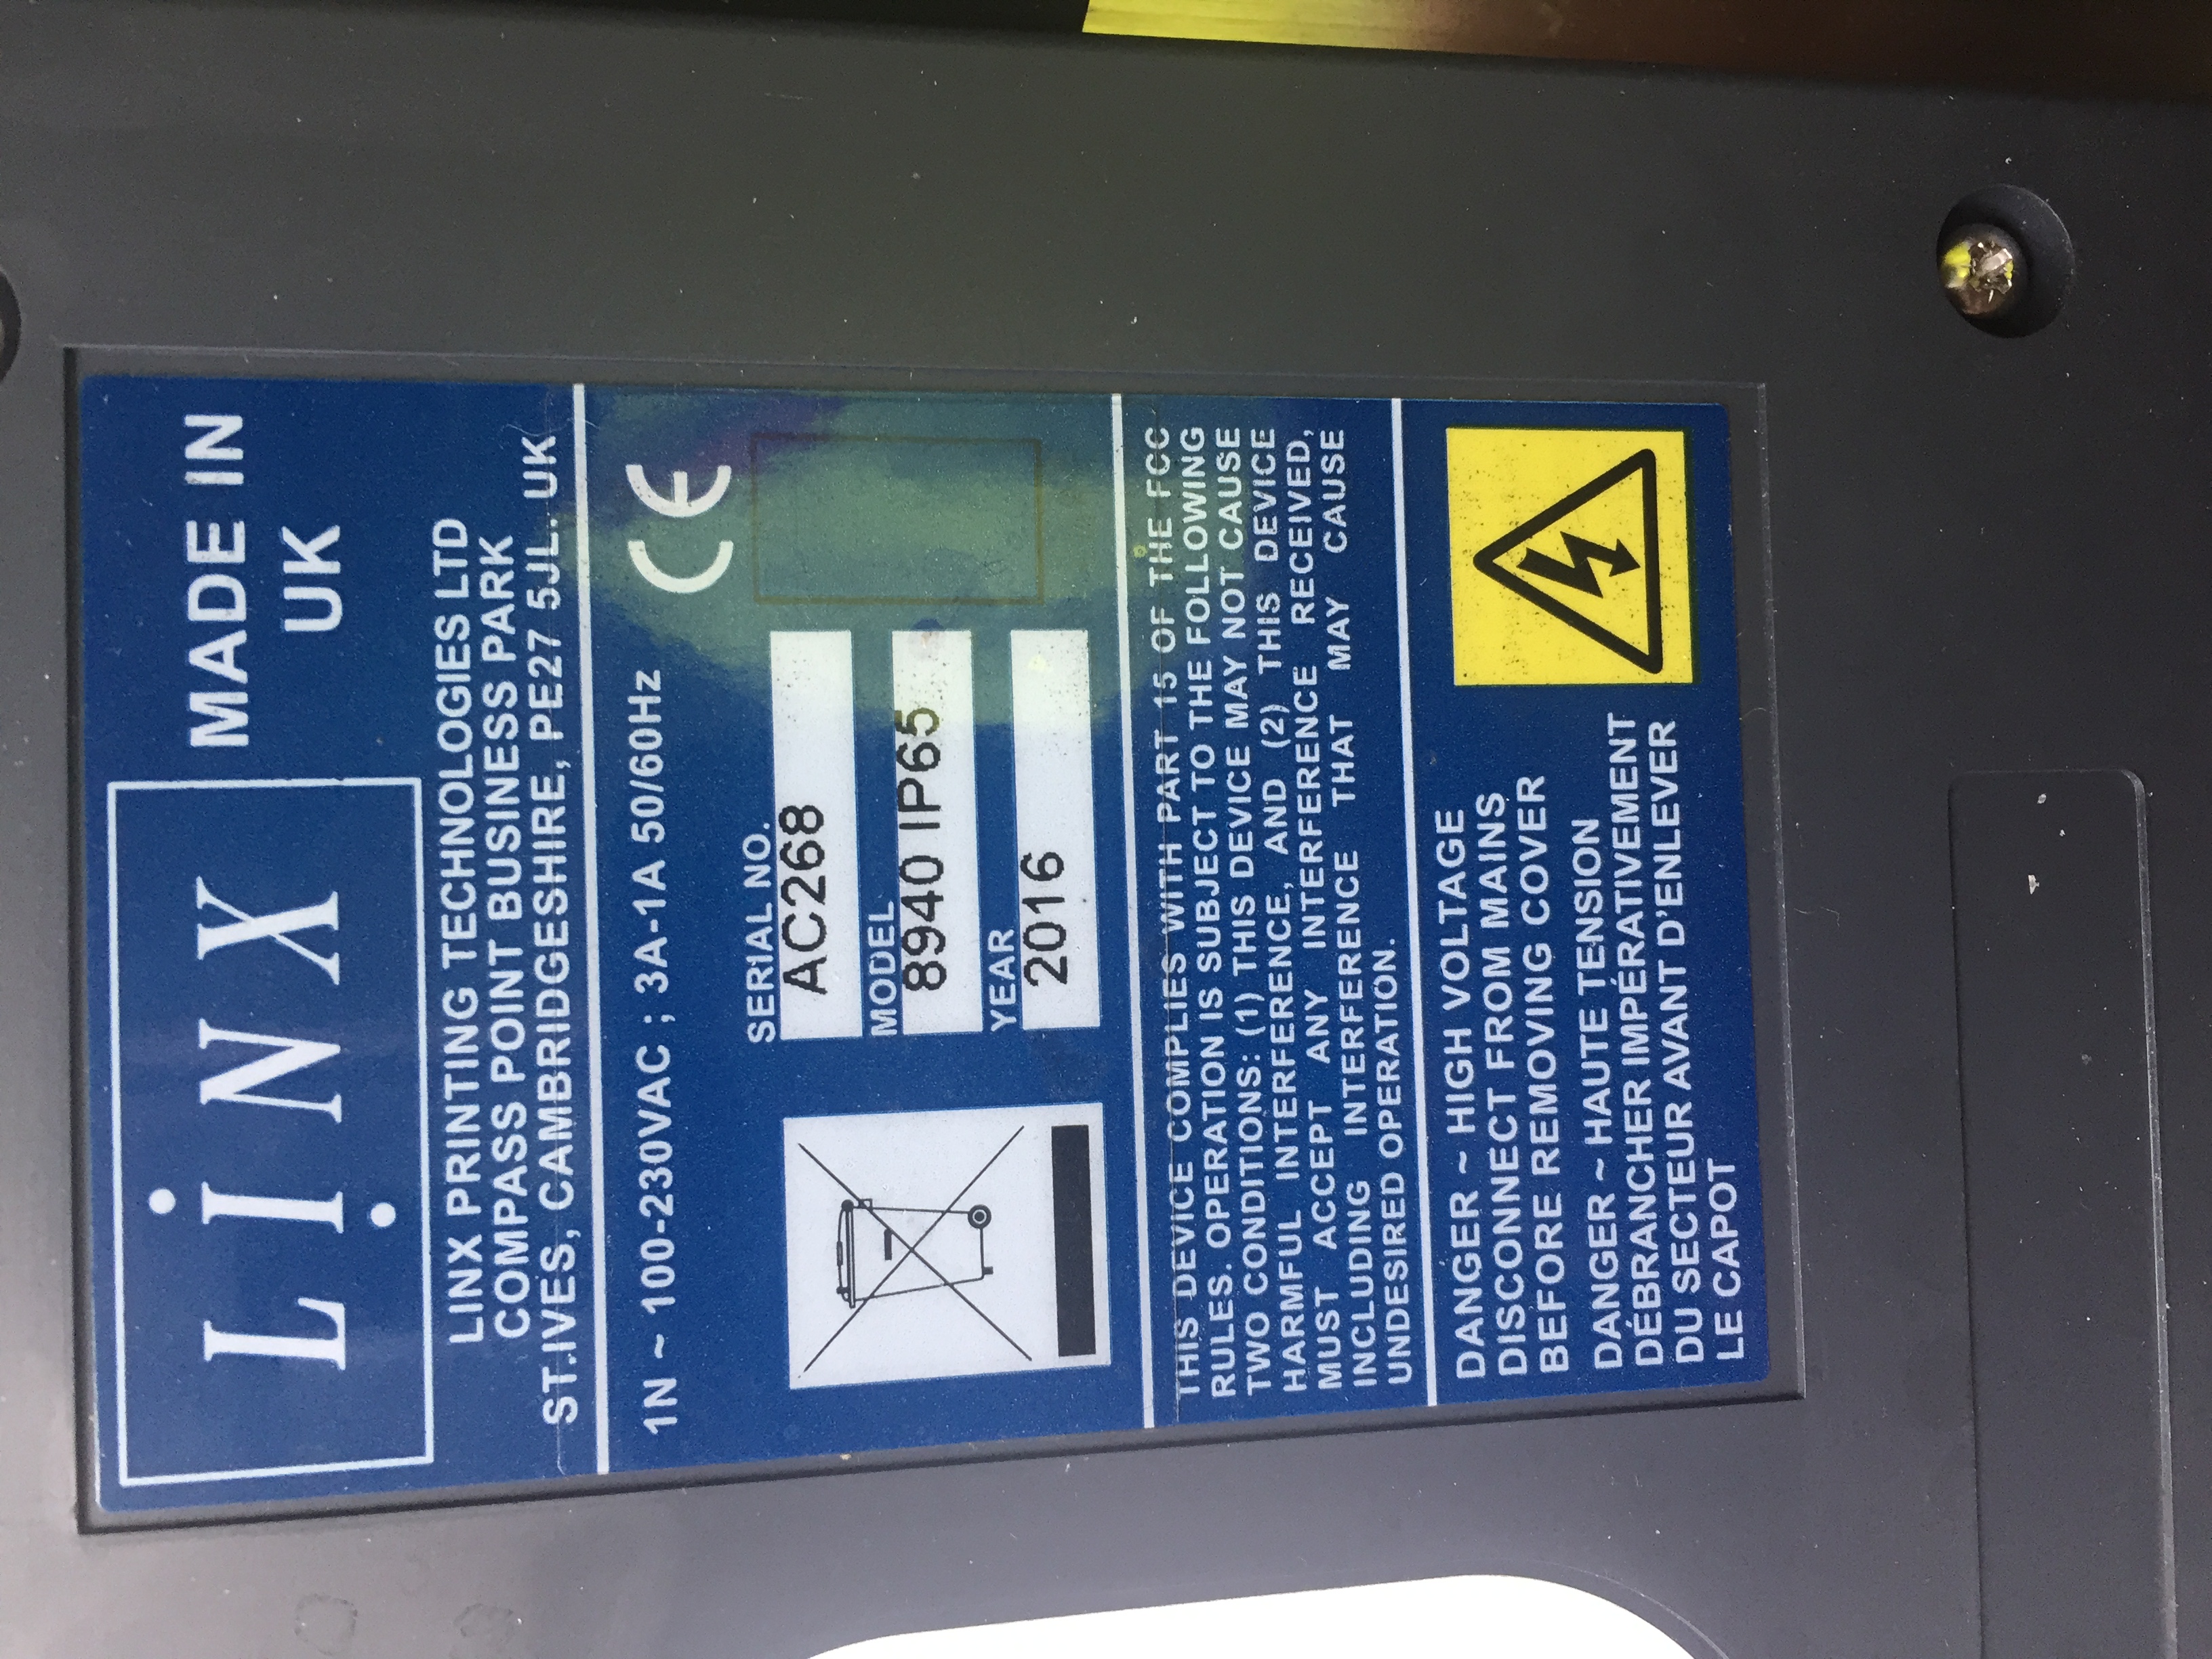 LiNX
MADE IN
UK
LINX PRINTING TECHNOLOGIES LTD
COMPASS POINT BUSINESS PARK
ST.IVES, CAMBRIDGESHIRE, PE27 5JL. UK
1N ~ 100-230VAC ; 3A-1A 50/60Hz
CE
SERIAL NO.
AC268
MODEL
8940 IP65
YEAR
2016
THIS DEVICE COMPLIES WITH PART 15 OF THE FCC
RULES. OPERATION IS SUBJECT TO THE FOLLOWING
TWO CONDITIONS: (1) THIS DEVICE MAY NOT CAUSE
HARMFUL INTERFERENCE, AND (2) THIS DEVICE
MUST ACCEPT ANY INTERFERENCE RECEIVED,
INCLUDING INTERFERENCE THAT MAY CAUSE
UNDESIRED OPERATION.
DANGER ~ HIGH VOLTAGE
DISCONNECT FROM MAINS
BEFORE REMOVING COVER
DANGER ~ HAUTE TENSION
DÉBRANCHER IMPÉRATIVEMENT
DU SECTEUR AVANT D'ENLEVER
LE CAPOT